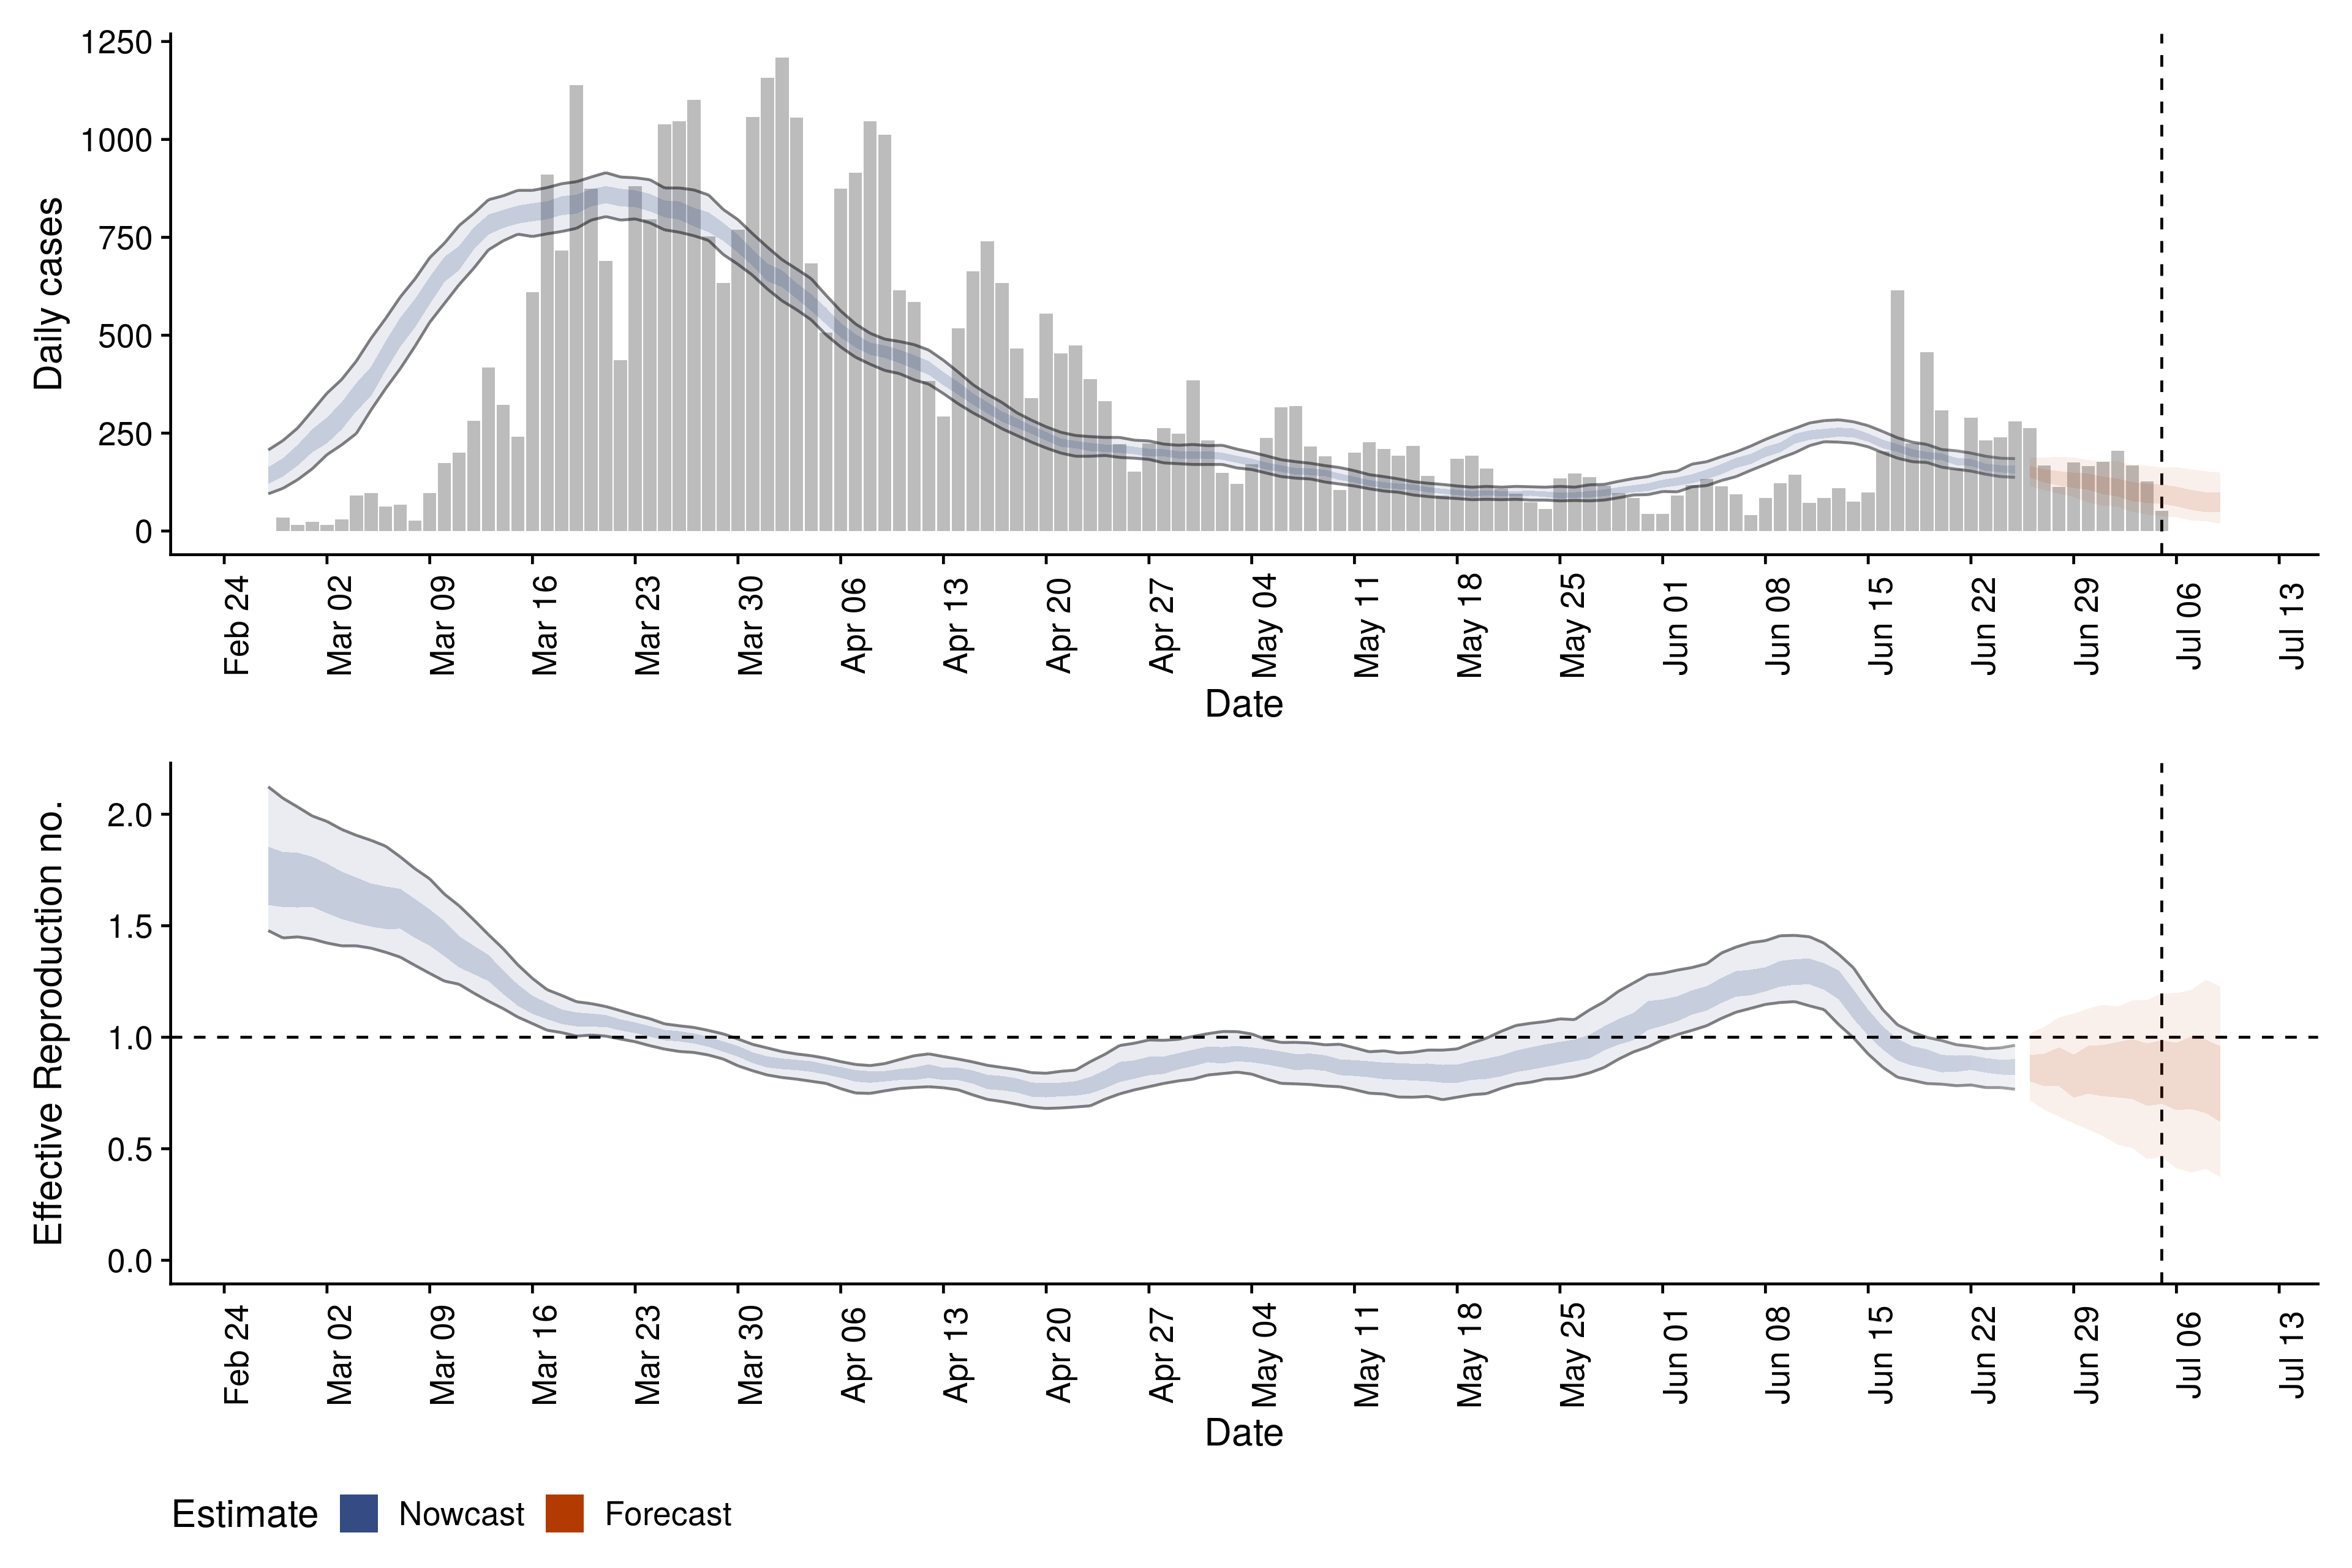 Daily cases
1250
1000
750
500
250
0
Feb 24
Mar 02
Mar 09
Mar 16
Mar 23
Mar 30
Apr 06
Apr 13
Apr 20
Apr 27
May 04
May 11
May 18
May 25
Jun 01
Jun 08
Jun 15
Jun 22
Jun 29
Jul 06
Jul 13
Date
Effective Reproduction no.
2.0
1.5
1.0
0.5
0.0
Feb 24
Mar 02
Mar 09
Mar 16
Mar 23
Mar 30
Apr 06
Apr 13
Apr 20
Apr 27
May 04
May 11
May 18
May 25
Jun 01
Jun 08
Jun 15
Jun 22
Jun 29
Jul 06
Jul 13
Date
Estimate Nowcast Forecast